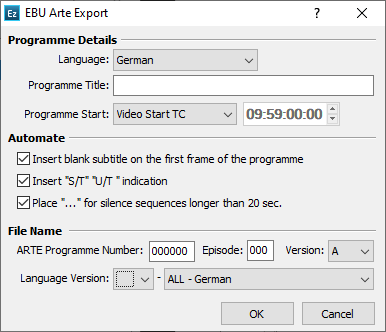 Ez EBU Arte Export
Programme Details
Language: German
Programme Title:
Programme Start: Video Start TC 09:59:00:00
Automate
Insert blank subtitle on the first frame of the programme
Insert "S/T" "U/T " indication
Place "..." for silence sequences longer than 20 sec.
File Name
ARTE Programme Number: 000000 Episode: 000 Version: A
Language Version: - ALL - German
OK Cancel